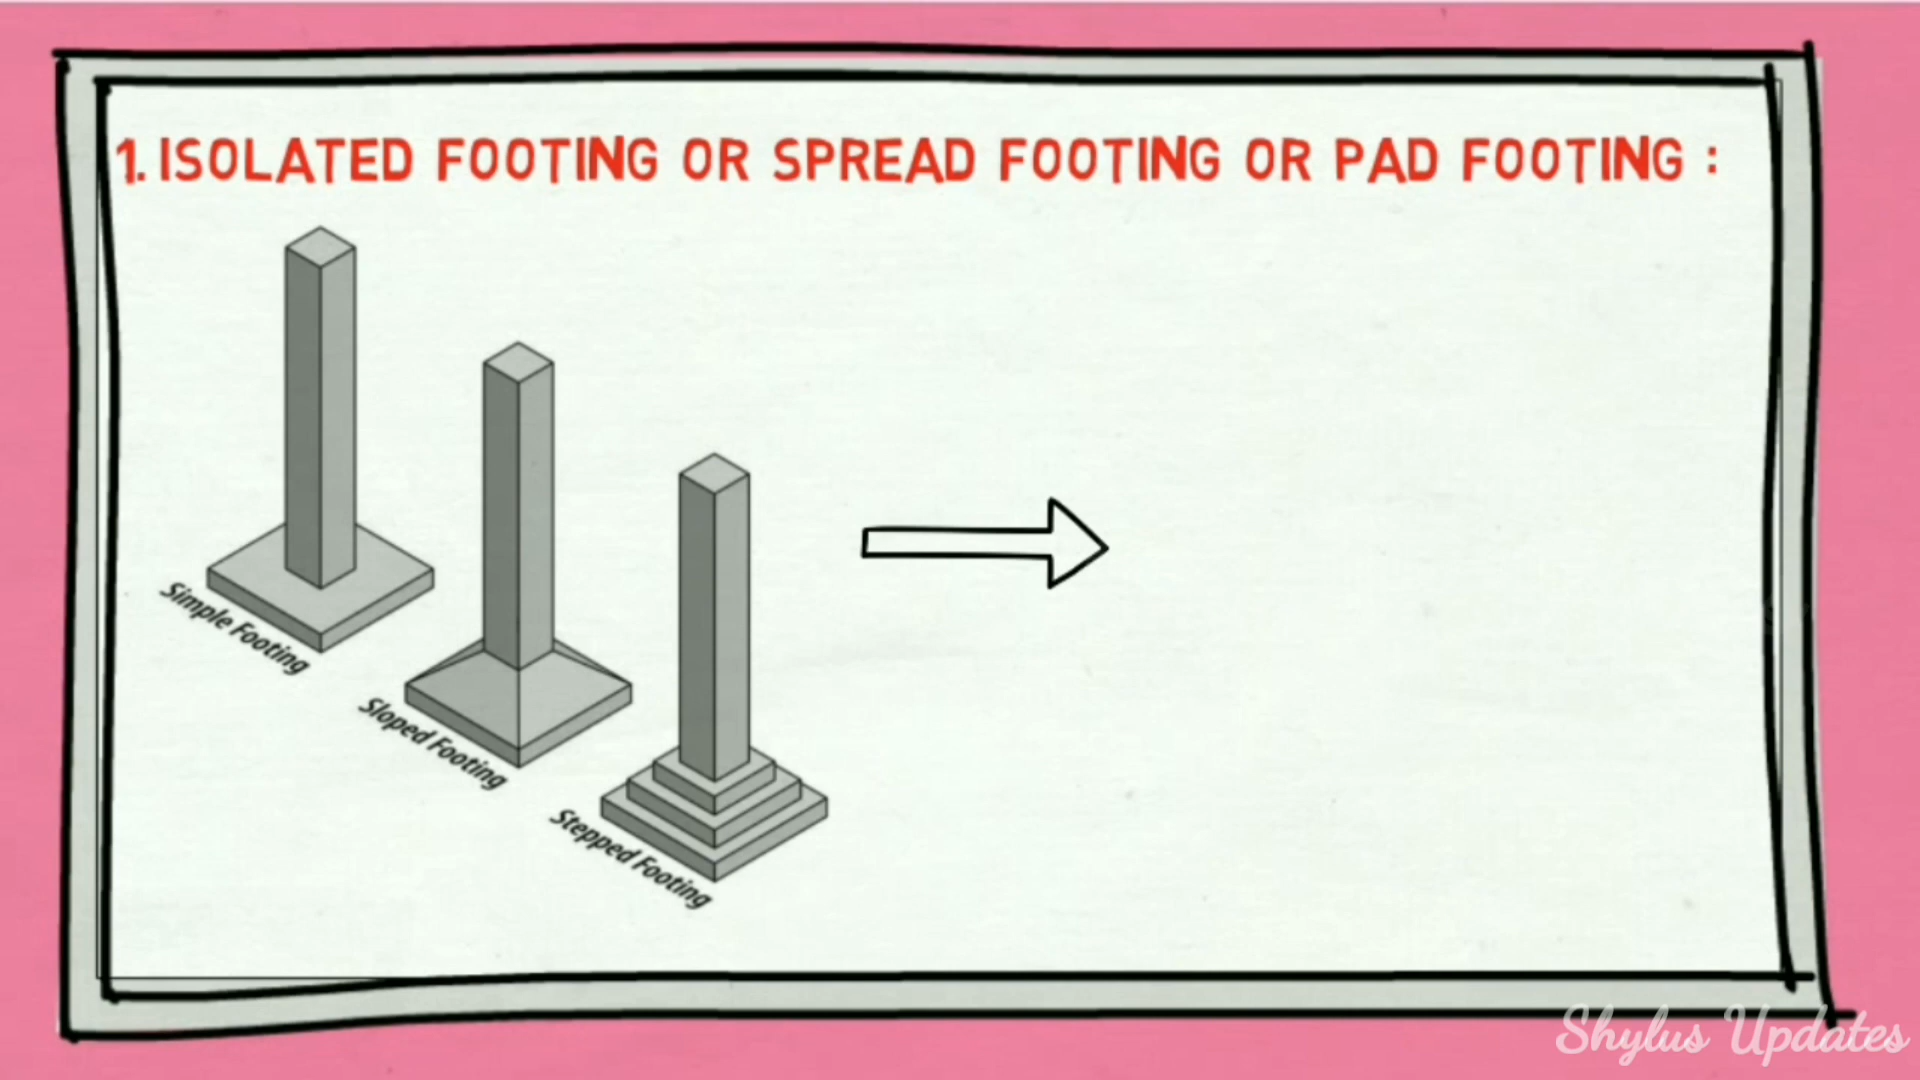 1. ISOLATED FOOTING OR SPREAD FOOTING OR PAD FOOTING :
Simple Footing
Sloped Footing
Stepped Footing
Shylus Updates